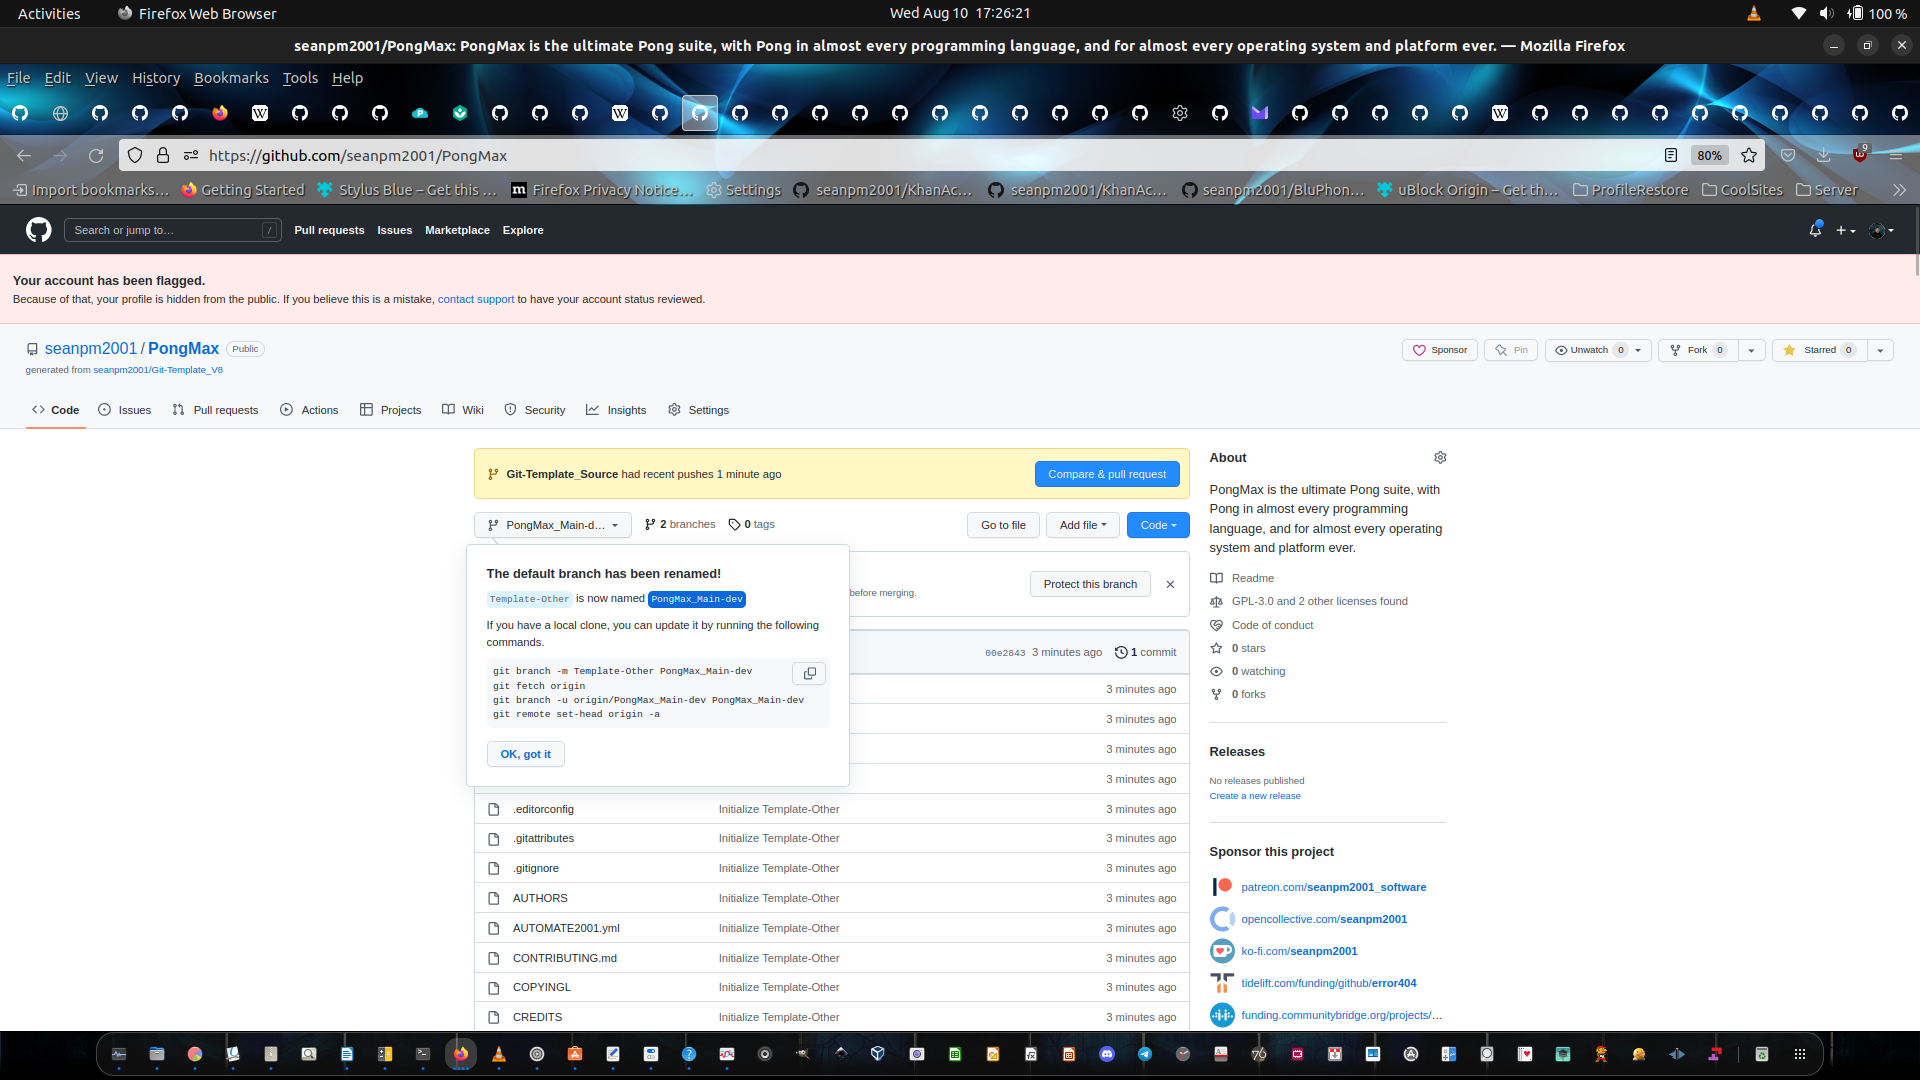 Activities
Firefox Web Browser
Wed Aug 10 17:26:21
100 %
seanpm2001/PongMax: PongMax is the ultimate Pong suite, with Pong in almost every programming language, and for almost every operating system and platform ever. — Mozilla Firefox
File Edit View History Bookmarks Tools Help
https://github.com/seanpm2001/PongMax
80%
9
Import bookmarks…
Getting Started
Stylus Blue – Get this …
Firefox Privacy Notice…
Settings
seanpm2001/KhanAc…
seanpm2001/KhanAc…
seanpm2001/BluPhon…
uBlock Origin – Get th…
ProfileRestore
CoolSites
Server
Search or jump to…
/
Pull requests
Issues
Marketplace
Explore
Your account has been flagged.
Because of that, your profile is hidden from the public. If you believe this is a mistake, contact support to have your account status reviewed.
seanpm2001 / PongMax
Public
Sponsor
Pin
Unwatch 0
Fork 0
Starred 0
generated from seanpm2001/Git-Template_V8
Code
Issues
Pull requests
Actions
Projects
Wiki
Security
Insights
Settings
Git-Template_Source had recent pushes 1 minute ago
Compare & pull request
PongMax_Main-d…
2 branches
0 tags
Go to file
Add file
Code
The default branch has been renamed!
Template-Other is now named PongMax_Main-dev
If you have a local clone, you can update it by running the following
commands.
git branch -m Template-Other PongMax_Main-dev
git fetch origin
git branch -u origin/PongMax_Main-dev PongMax_Main-dev
git remote set-head origin -a
OK, got it
before merging.
Protect this branch
00e2843 3 minutes ago
1 commit
3 minutes ago
3 minutes ago
3 minutes ago
3 minutes ago
.editorconfig Initialize Template-Other 3 minutes ago
.gitattributes Initialize Template-Other 3 minutes ago
.gitignore Initialize Template-Other 3 minutes ago
AUTHORS Initialize Template-Other 3 minutes ago
AUTOMATE2001.yml Initialize Template-Other 3 minutes ago
CONTRIBUTING.md Initialize Template-Other 3 minutes ago
COPYINGL Initialize Template-Other 3 minutes ago
CREDITS Initialize Template-Other 3 minutes ago
About
PongMax is the ultimate Pong suite, with
Pong in almost every programming
language, and for almost every operating
system and platform ever.
Readme
GPL-3.0 and 2 other licenses found
Code of conduct
0 stars
0 watching
0 forks
Releases
No releases published
Create a new release
Sponsor this project
patreon.com/seanpm2001_software
opencollective.com/seanpm2001
ko-fi.com/seanpm2001
tidelift.com/funding/github/error404
funding.communitybridge.org/projects/…